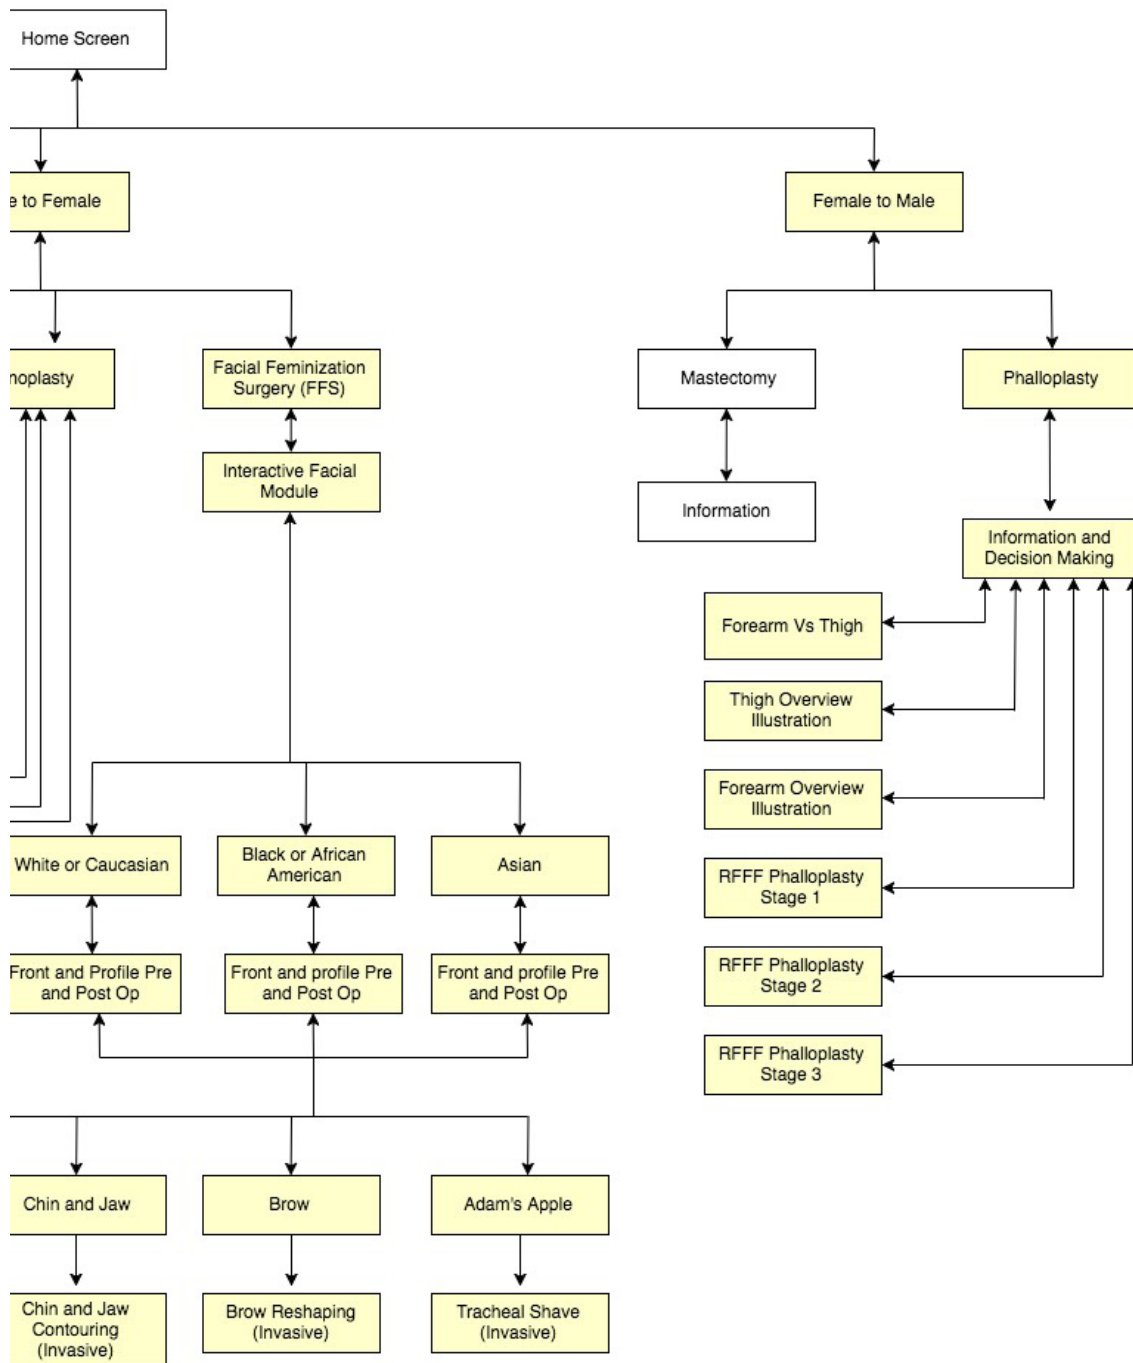 Home Screen
e to Female
Female to Male
noplasty
Facial Feminization
Surgery (FFS)
Mastectomy
Phalloplasty
Interactive Facial
Module
Information
Information and
Decision Making
Forearm Vs Thigh
Thigh Overview
Illustration
Forearm Overview
Illustration
White or Caucasian
Black or African
American
Asian
RFFF Phalloplasty
Stage 1
Front and Profile Pre
and Post Op
Front and profile Pre
and Post Op
Front and profile Pre
and Post Op
RFFF Phalloplasty
Stage 2
RFFF Phalloplasty
Stage 3
Chin and Jaw
Brow
Adam's Apple
Chin and Jaw
Contouring
(Invasive)
Brow Reshaping
(Invasive)
Tracheal Shave
(Invasive)